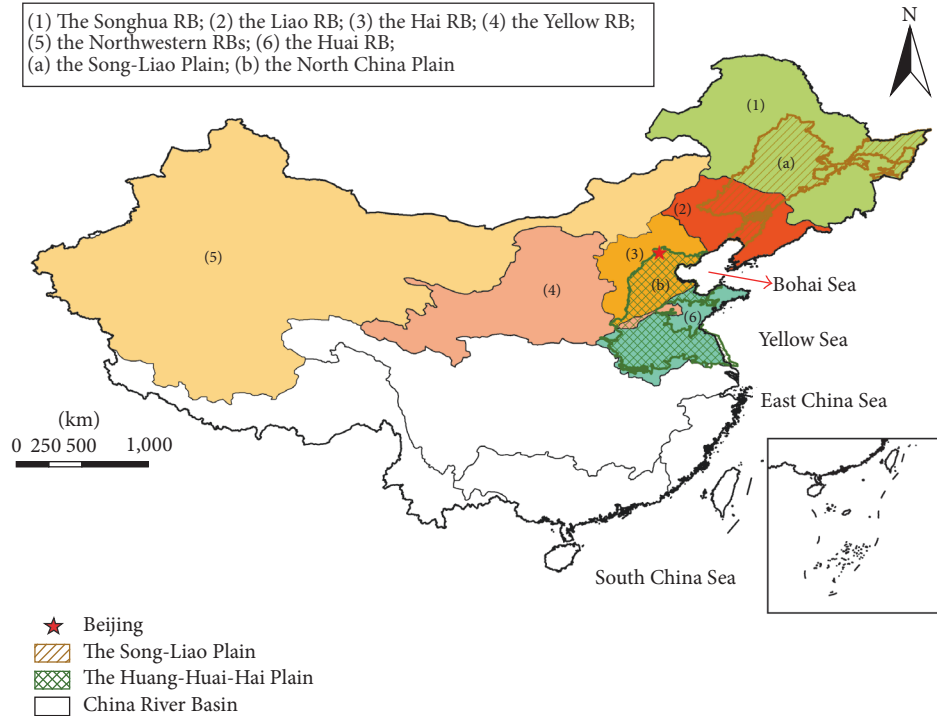 (1) The Songhua RB; (2) the Liao RB; (3) the Hai RB; (4) the Yellow RB;
(5) the Northwestern RBs; (6) the Huai RB;
(a) the Song-Liao Plain; (b) the North China Plain
N
(1)
(a)
(2)
(3)
(5)
(b)
(4)
Bohai Sea
(6)
Yellow Sea
East China Sea
(km)
0 250 500 1,000
South China Sea
Beijing
The Song-Liao Plain
The Huang-Huai-Hai Plain
China River Basin